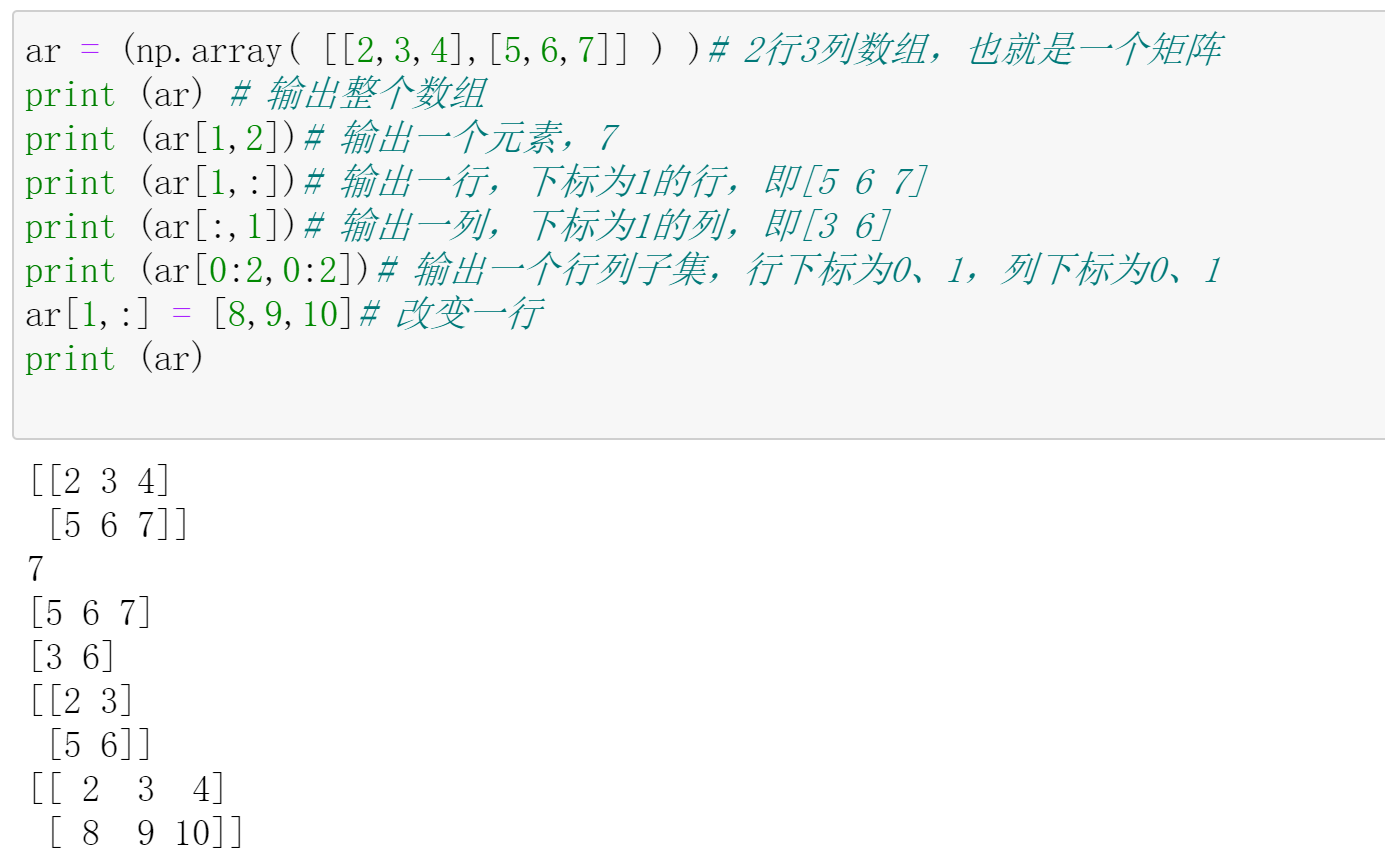 ar = (np.array( [[2,3,4],[5,6,7]] ) )# 2行3列数组，也就是一个矩阵
print (ar) # 输出整个数组
print (ar[1,2])# 输出一个元素，7
print (ar[1,:])# 输出一行，下标为1的行，即[5 6 7]
print (ar[:,1])# 输出一列，下标为1的列，即[3 6]
print (ar[0:2,0:2])# 输出一个行列子集，行下标为0、1，列下标为0、1
ar[1,:] = [8,9,10]# 改变一行
print (ar)
[[2 3 4]
 [5 6 7]]
7
[5 6 7]
[3 6]
[[2 3]
 [5 6]]
[[ 2  3  4]
 [ 8  9 10]]